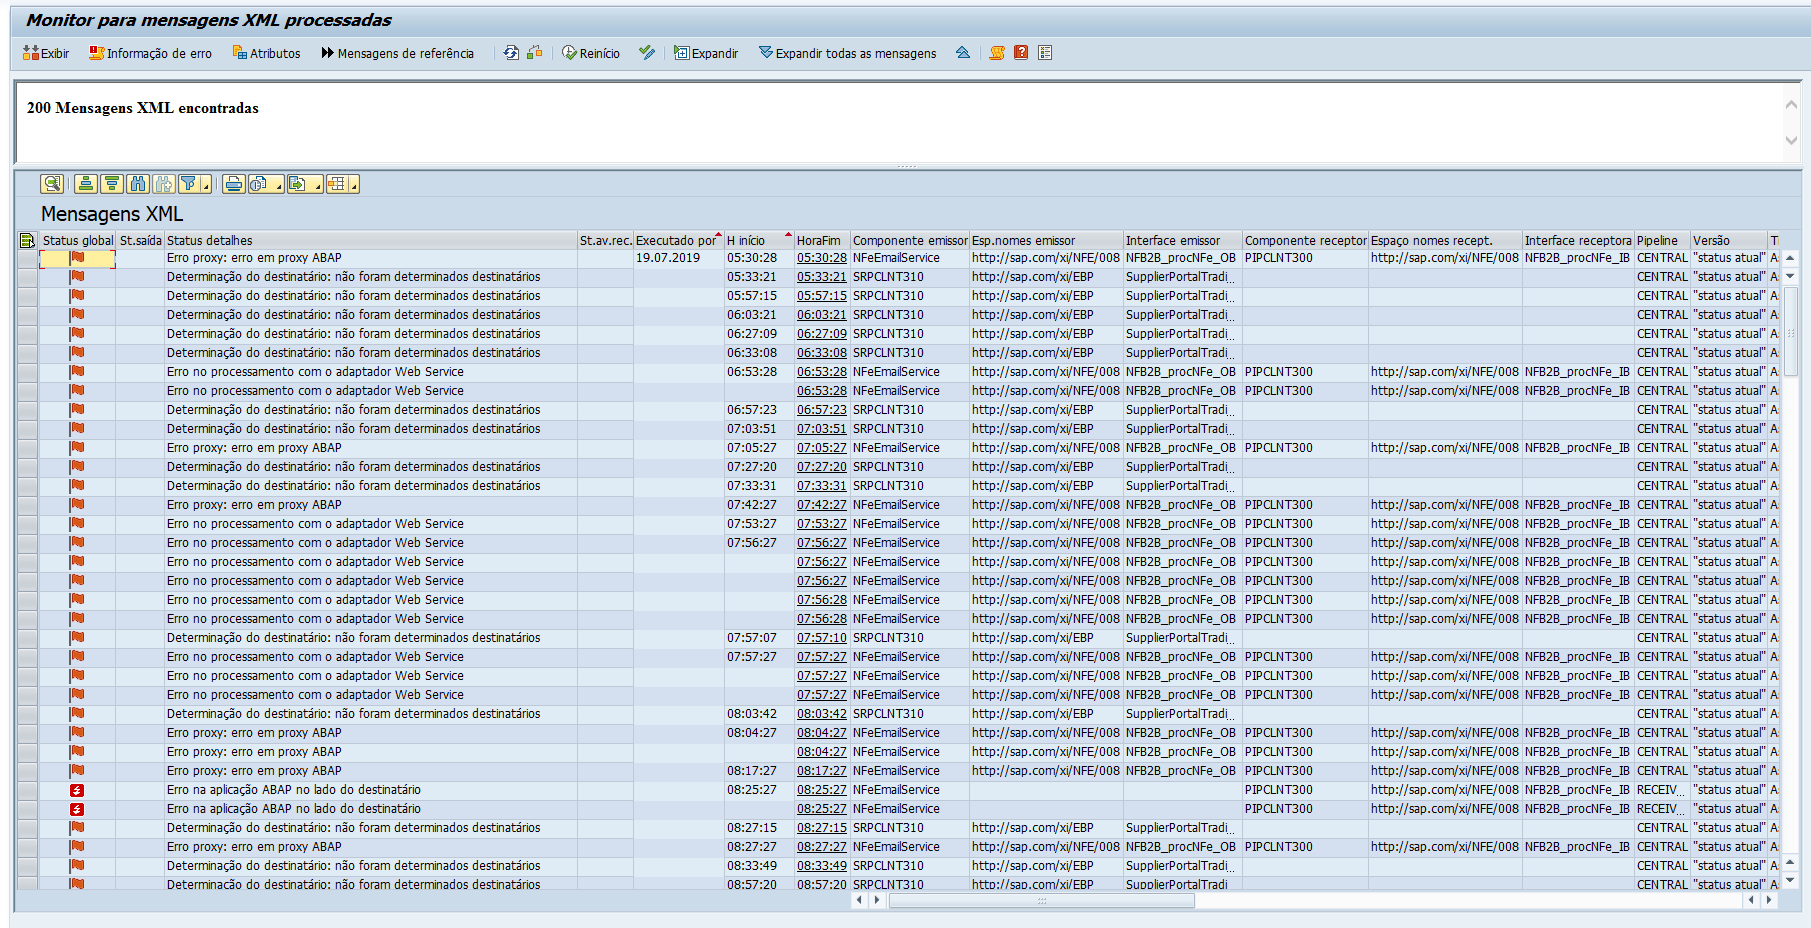 Monitor para mensagens XML processadas
Exibir Informação de erro Atributos Mensagens de referência Reinício Expandir Expandir todas as mensagens
200 Mensagens XML encontradas
Mensagens XML
Status global St.saída Status detalhes St.av.rec. Executado por H início HoraFim Componente emissor Esp.nomes emissor Interface emissor Componente receptor Espaço nomes recept. Interface receptora Pipeline Versão
Erro proxy: erro em proxy ABAP 19.07.2019 05:30:28 05:30:28 NFeEmailService http://sap.com/xi/NFE/008 NFB2B_procNFe_OB PIPCLNT300 http://sap.com/xi/NFE/008 NFB2B_procNFe_IB CENTRAL "status atual"
Determinação do destinatário: não foram determinados destinatários 05:33:21 05:33:21 SRPCLNT310 http://sap.com/xi/EBP SupplierPortalTradi... CENTRAL "status atual"
Determinação do destinatário: não foram determinados destinatários 05:57:15 05:57:15 SRPCLNT310 http://sap.com/xi/EBP SupplierPortalTradi... CENTRAL "status atual"
Determinação do destinatário: não foram determinados destinatários 06:03:21 06:03:21 SRPCLNT310 http://sap.com/xi/EBP SupplierPortalTradi... CENTRAL "status atual"
Determinação do destinatário: não foram determinados destinatários 06:27:09 06:27:09 SRPCLNT310 http://sap.com/xi/EBP SupplierPortalTradi... CENTRAL "status atual"
Determinação do destinatário: não foram determinados destinatários 06:33:08 06:33:08 SRPCLNT310 http://sap.com/xi/EBP SupplierPortalTradi... CENTRAL "status atual"
Erro no processamento com o adaptador Web Service 06:53:28 06:53:28 NFeEmailService http://sap.com/xi/NFE/008 NFB2B_procNFe_OB PIPCLNT300 http://sap.com/xi/NFE/008 NFB2B_procNFe_IB CENTRAL "status atual"
Erro no processamento com o adaptador Web Service 06:53:28 NFeEmailService http://sap.com/xi/NFE/008 NFB2B_procNFe_OB PIPCLNT300 http://sap.com/xi/NFE/008 NFB2B_procNFe_IB CENTRAL "status atual"
Determinação do destinatário: não foram determinados destinatários 06:57:23 06:57:23 SRPCLNT310 http://sap.com/xi/EBP SupplierPortalTradi... CENTRAL "status atual"
Determinação do destinatário: não foram determinados destinatários 07:03:51 07:03:51 SRPCLNT310 http://sap.com/xi/EBP SupplierPortalTradi... CENTRAL "status atual"
Erro proxy: erro em proxy ABAP 07:05:27 07:05:27 NFeEmailService http://sap.com/xi/NFE/008 NFB2B_procNFe_OB PIPCLNT300 http://sap.com/xi/NFE/008 NFB2B_procNFe_IB CENTRAL "status atual"
Determinação do destinatário: não foram determinados destinatários 07:27:20 07:27:20 SRPCLNT310 http://sap.com/xi/EBP SupplierPortalTradi... CENTRAL "status atual"
Determinação do destinatário: não foram determinados destinatários 07:33:31 07:33:31 SRPCLNT310 http://sap.com/xi/EBP SupplierPortalTradi... CENTRAL "status atual"
Erro proxy: erro em proxy ABAP 07:42:27 07:42:27 NFeEmailService http://sap.com/xi/NFE/008 NFB2B_procNFe_OB PIPCLNT300 http://sap.com/xi/NFE/008 NFB2B_procNFe_IB CENTRAL "status atual"
Erro no processamento com o adaptador Web Service 07:53:27 07:53:27 NFeEmailService http://sap.com/xi/NFE/008 NFB2B_procNFe_OB PIPCLNT300 http://sap.com/xi/NFE/008 NFB2B_procNFe_IB CENTRAL "status atual"
Erro no processamento com o adaptador Web Service 07:56:27 07:56:27 NFeEmailService http://sap.com/xi/NFE/008 NFB2B_procNFe_OB PIPCLNT300 http://sap.com/xi/NFE/008 NFB2B_procNFe_IB CENTRAL "status atual"
Erro no processamento com o adaptador Web Service 07:56:27 NFeEmailService http://sap.com/xi/NFE/008 NFB2B_procNFe_OB PIPCLNT300 http://sap.com/xi/NFE/008 NFB2B_procNFe_IB CENTRAL "status atual"
Erro no processamento com o adaptador Web Service 07:56:27 NFeEmailService http://sap.com/xi/NFE/008 NFB2B_procNFe_OB PIPCLNT300 http://sap.com/xi/NFE/008 NFB2B_procNFe_IB CENTRAL "status atual"
Erro no processamento com o adaptador Web Service 07:56:28 NFeEmailService http://sap.com/xi/NFE/008 NFB2B_procNFe_OB PIPCLNT300 http://sap.com/xi/NFE/008 NFB2B_procNFe_IB CENTRAL "status atual"
Erro no processamento com o adaptador Web Service 07:56:28 NFeEmailService http://sap.com/xi/NFE/008 NFB2B_procNFe_OB PIPCLNT300 http://sap.com/xi/NFE/008 NFB2B_procNFe_IB CENTRAL "status atual"
Determinação do destinatário: não foram determinados destinatários 07:57:07 07:57:10 SRPCLNT310 http://sap.com/xi/EBP SupplierPortalTradi... CENTRAL "status atual"
Erro no processamento com o adaptador Web Service 07:57:27 07:57:27 NFeEmailService http://sap.com/xi/NFE/008 NFB2B_procNFe_OB PIPCLNT300 http://sap.com/xi/NFE/008 NFB2B_procNFe_IB CENTRAL "status atual"
Erro no processamento com o adaptador Web Service 07:57:27 NFeEmailService http://sap.com/xi/NFE/008 NFB2B_procNFe_OB PIPCLNT300 http://sap.com/xi/NFE/008 NFB2B_procNFe_IB CENTRAL "status atual"
Erro no processamento com o adaptador Web Service 07:57:27 NFeEmailService http://sap.com/xi/NFE/008 NFB2B_procNFe_OB PIPCLNT300 http://sap.com/xi/NFE/008 NFB2B_procNFe_IB CENTRAL "status atual"
Determinação do destinatário: não foram determinados destinatários 08:03:42 08:03:42 SRPCLNT310 http://sap.com/xi/EBP SupplierPortalTradi... CENTRAL "status atual"
Erro proxy: erro em proxy ABAP 08:04:27 08:04:27 NFeEmailService http://sap.com/xi/NFE/008 NFB2B_procNFe_OB PIPCLNT300 http://sap.com/xi/NFE/008 NFB2B_procNFe_IB CENTRAL "status atual"
Erro proxy: erro em proxy ABAP 08:04:27 NFeEmailService http://sap.com/xi/NFE/008 NFB2B_procNFe_OB PIPCLNT300 http://sap.com/xi/NFE/008 NFB2B_procNFe_IB CENTRAL "status atual"
Erro proxy: erro em proxy ABAP 08:17:27 08:17:27 NFeEmailService http://sap.com/xi/NFE/008 NFB2B_procNFe_OB PIPCLNT300 http://sap.com/xi/NFE/008 NFB2B_procNFe_IB CENTRAL "status atual"
Erro na aplicação ABAP no lado do destinatário 08:25:27 08:25:27 NFeEmailService PIPCLNT300 http://sap.com/xi/NFE/008 NFB2B_procNFe_IB RECEIV... "status atual"
Erro na aplicação ABAP no lado do destinatário 08:25:27 NFeEmailService PIPCLNT300 http://sap.com/xi/NFE/008 NFB2B_procNFe_IB RECEIV... "status atual"
Determinação do destinatário: não foram determinados destinatários 08:27:15 08:27:15 SRPCLNT310 http://sap.com/xi/EBP SupplierPortalTradi... CENTRAL "status atual"
Erro proxy: erro em proxy ABAP 08:27:27 08:27:27 NFeEmailService http://sap.com/xi/NFE/008 NFB2B_procNFe_OB PIPCLNT300 http://sap.com/xi/NFE/008 NFB2B_procNFe_IB CENTRAL "status atual"
Determinação do destinatário: não foram determinados destinatários 08:33:49 08:33:49 SRPCLNT310 http://sap.com/xi/EBP SupplierPortalTradi... CENTRAL "status atual"
Determinação do destinatário: não foram determinados destinatários 08:57:20 08:57:20 SRPCLNT310 http://sap.com/xi/EBP SupplierPortalTradi CENTRAL "status atual"